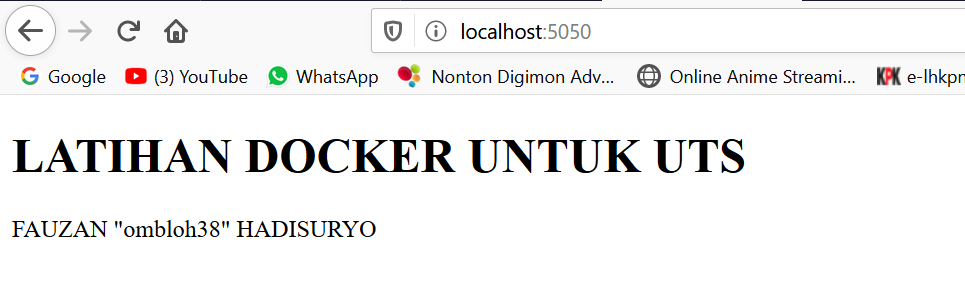 localhost:5050
Google (3) YouTube WhatsApp Nonton Digimon Adv... Online Anime Streami... KPK e-lhkpn
LATIHAN DOCKER UNTUK UTS
FAUZAN "ombloh38" HADISURYO